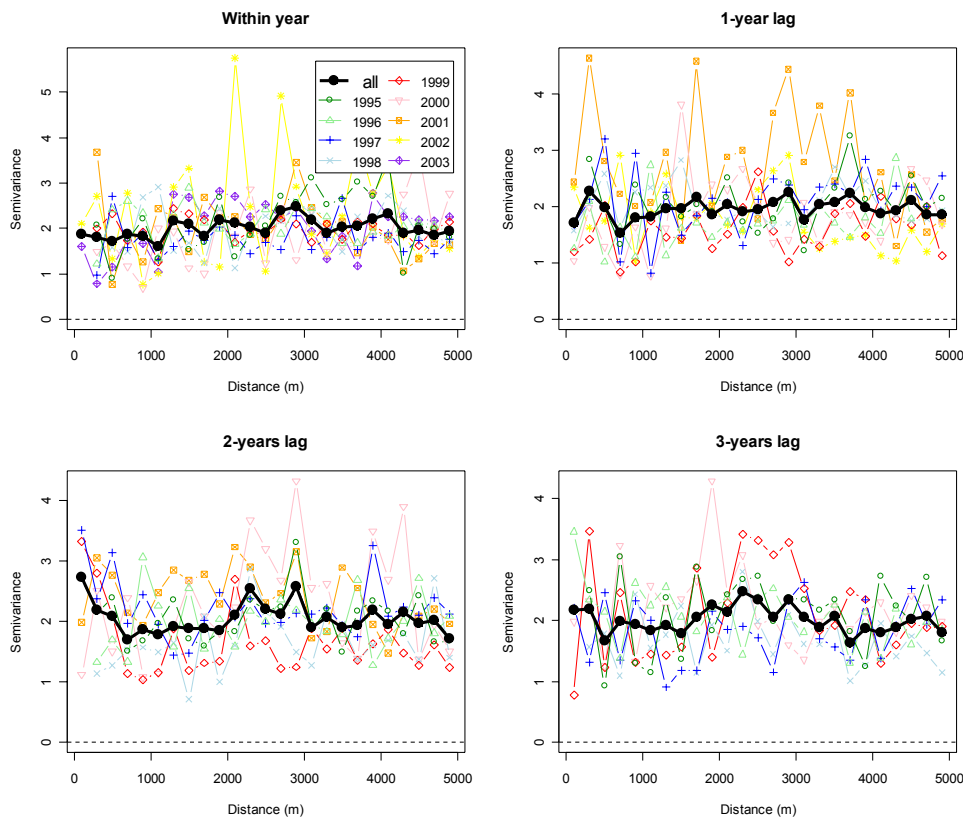 Within year
Semivariance
5
4
3
2
1
0
all
1995
1996
1997
1998
1999
2000
2001
2002
2003
0 1000 2000 3000 4000 5000
Distance (m)
1-year lag
Semivariance
4
3
2
1
0
0 1000 2000 3000 4000 5000
Distance (m)
2-years lag
Semivariance
4
3
2
1
0
0 1000 2000 3000 4000 5000
Distance (m)
3-years lag
Semivariance
4
3
2
1
0
0 1000 2000 3000 4000 5000
Distance (m)